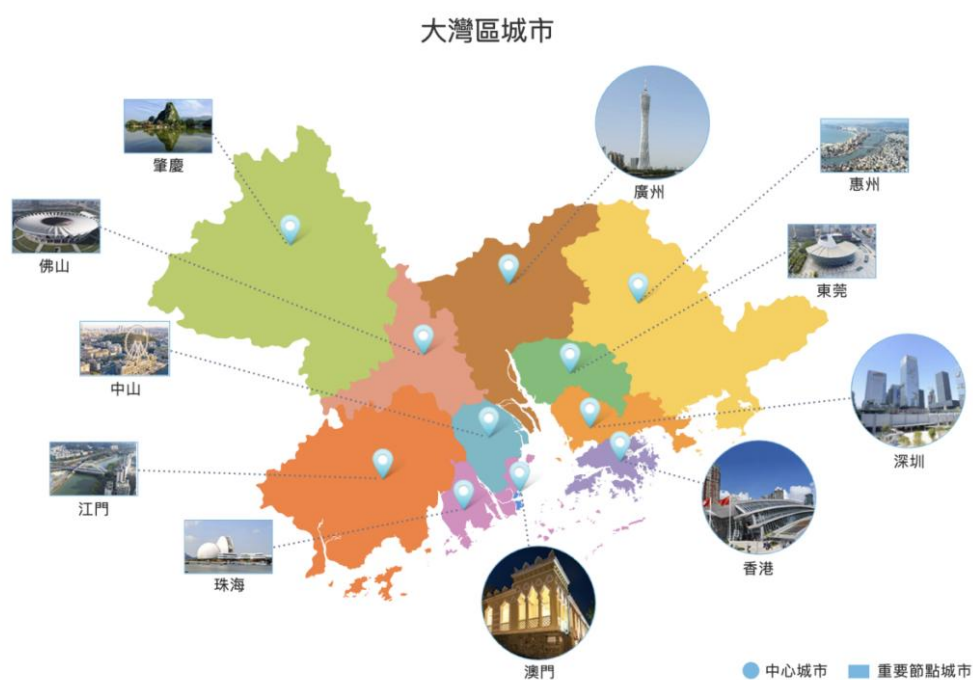 大灣區城市
肇慶
廣州
惠州
佛山
東莞
中山
深圳
江門
香港
珠海
澳門
中心城市
重要節點城市